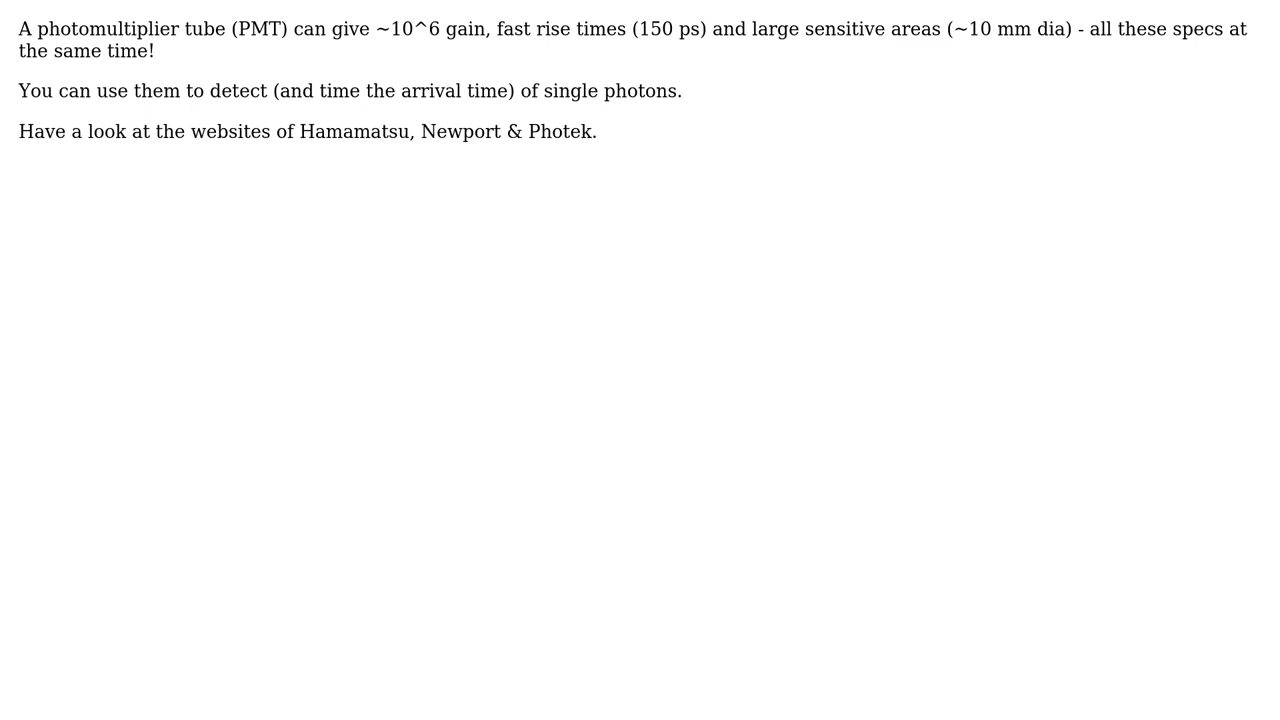 A photomultiplier tube (PMT) can give ~10^6 gain, fast rise times (150 ps) and large sensitive areas (~10 mm dia) - all these specs at
the same time!
You can use them to detect (and time the arrival time) of single photons.
Have a look at the websites of Hamamatsu, Newport & Photek.